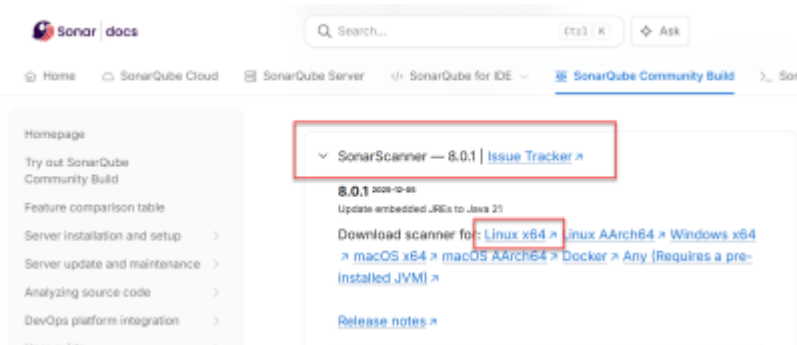 Sonar docs
Search...
Ctrl K
Ask
Home
SonarQube Cloud
SonarQube Server
SonarQube for IDE
SonarQube Community Build
Homepage
Try out SonarQube
Community Build
Feature comparison table
Server installation and setup
Server update and maintenance
Analyzing source code
DevOps platform integration
SonarScanner — 8.0.1 | Issue Tracker
8.0.1 2025-12-05
Update embedded JREs to Java 21
Download scanner for: Linux x64 Linux AArch64 Windows x64
macOS x64 macOS AArch64 Docker Any (Requires a pre-
installed JVM)
Release notes